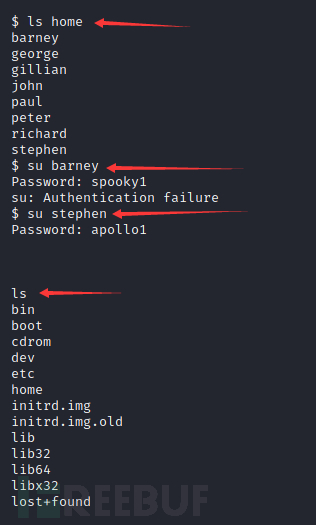 $ ls home
barney
george
gillian
john
paul
peter
richard
stephen
$ su barney
Password: spooky1
su: Authentication failure
$ su stephen
Password: apollo1
ls
bin
boot
cdrom
dev
etc
home
initrd.img
initrd.img.old
lib
lib32
lib64
libx32
lost+found
FREEBUF